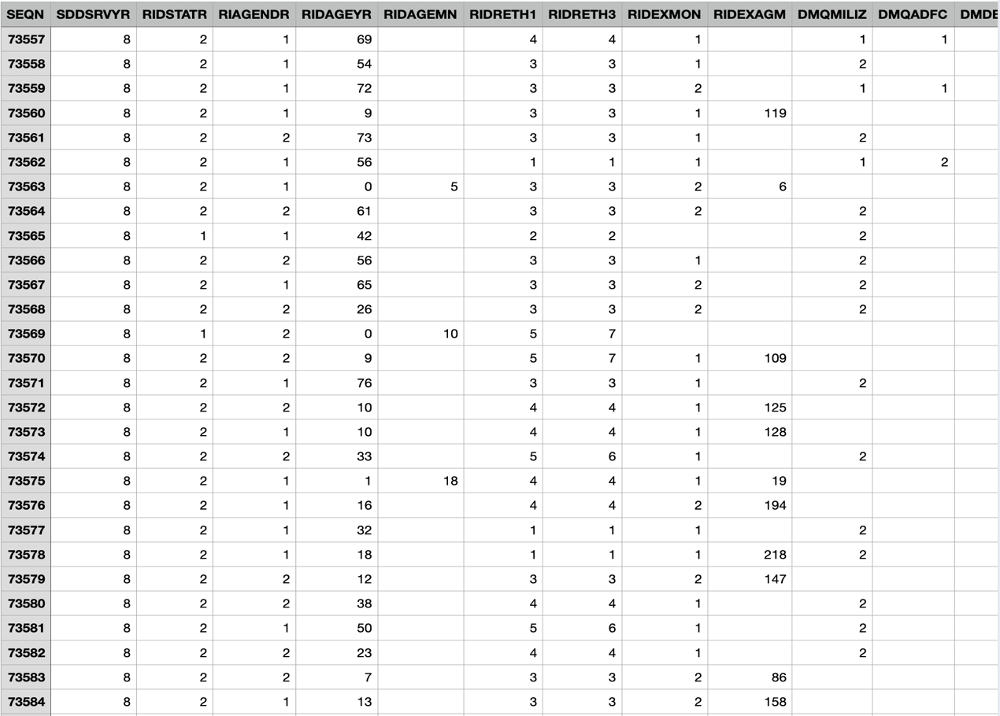 SEQN SDDSRVYR RIDSTATR RIAGENDR RIDAGEYR RIDAGEMN RIDRETH1 RIDRETH3 RIDEXMON RIDEXAGM DMQMILIZ DMQADFC DMDE
73557 8 2 1 69 4 4 1 1 1
73558 8 2 1 54 3 3 1 2
73559 8 2 1 72 3 3 2 1 1
73560 8 2 1 9 3 3 1 119
73561 8 2 2 73 3 3 1 2
73562 8 2 1 56 1 1 1 1 2
73563 8 2 1 0 5 3 3 2 6
73564 8 2 2 61 3 3 2 2
73565 8 1 1 42 2 2 2
73566 8 2 2 56 3 3 1 2
73567 8 2 1 65 3 3 2 2
73568 8 2 2 26 3 3 2 2
73569 8 1 2 0 10 5 7
73570 8 2 2 9 5 7 1 109
73571 8 2 1 76 3 3 1 2
73572 8 2 2 10 4 4 1 125
73573 8 2 1 10 4 4 1 128
73574 8 2 2 33 5 6 1 2
73575 8 2 1 1 18 4 4 1 19
73576 8 2 1 16 4 4 2 194
73577 8 2 1 32 1 1 1 2
73578 8 2 1 18 1 1 1 218 2
73579 8 2 2 12 3 3 2 147
73580 8 2 2 38 4 4 1 2
73581 8 2 1 50 5 6 1 2
73582 8 2 2 23 4 4 1 2
73583 8 2 2 7 3 3 2 86
73584 8 2 1 13 3 3 2 158